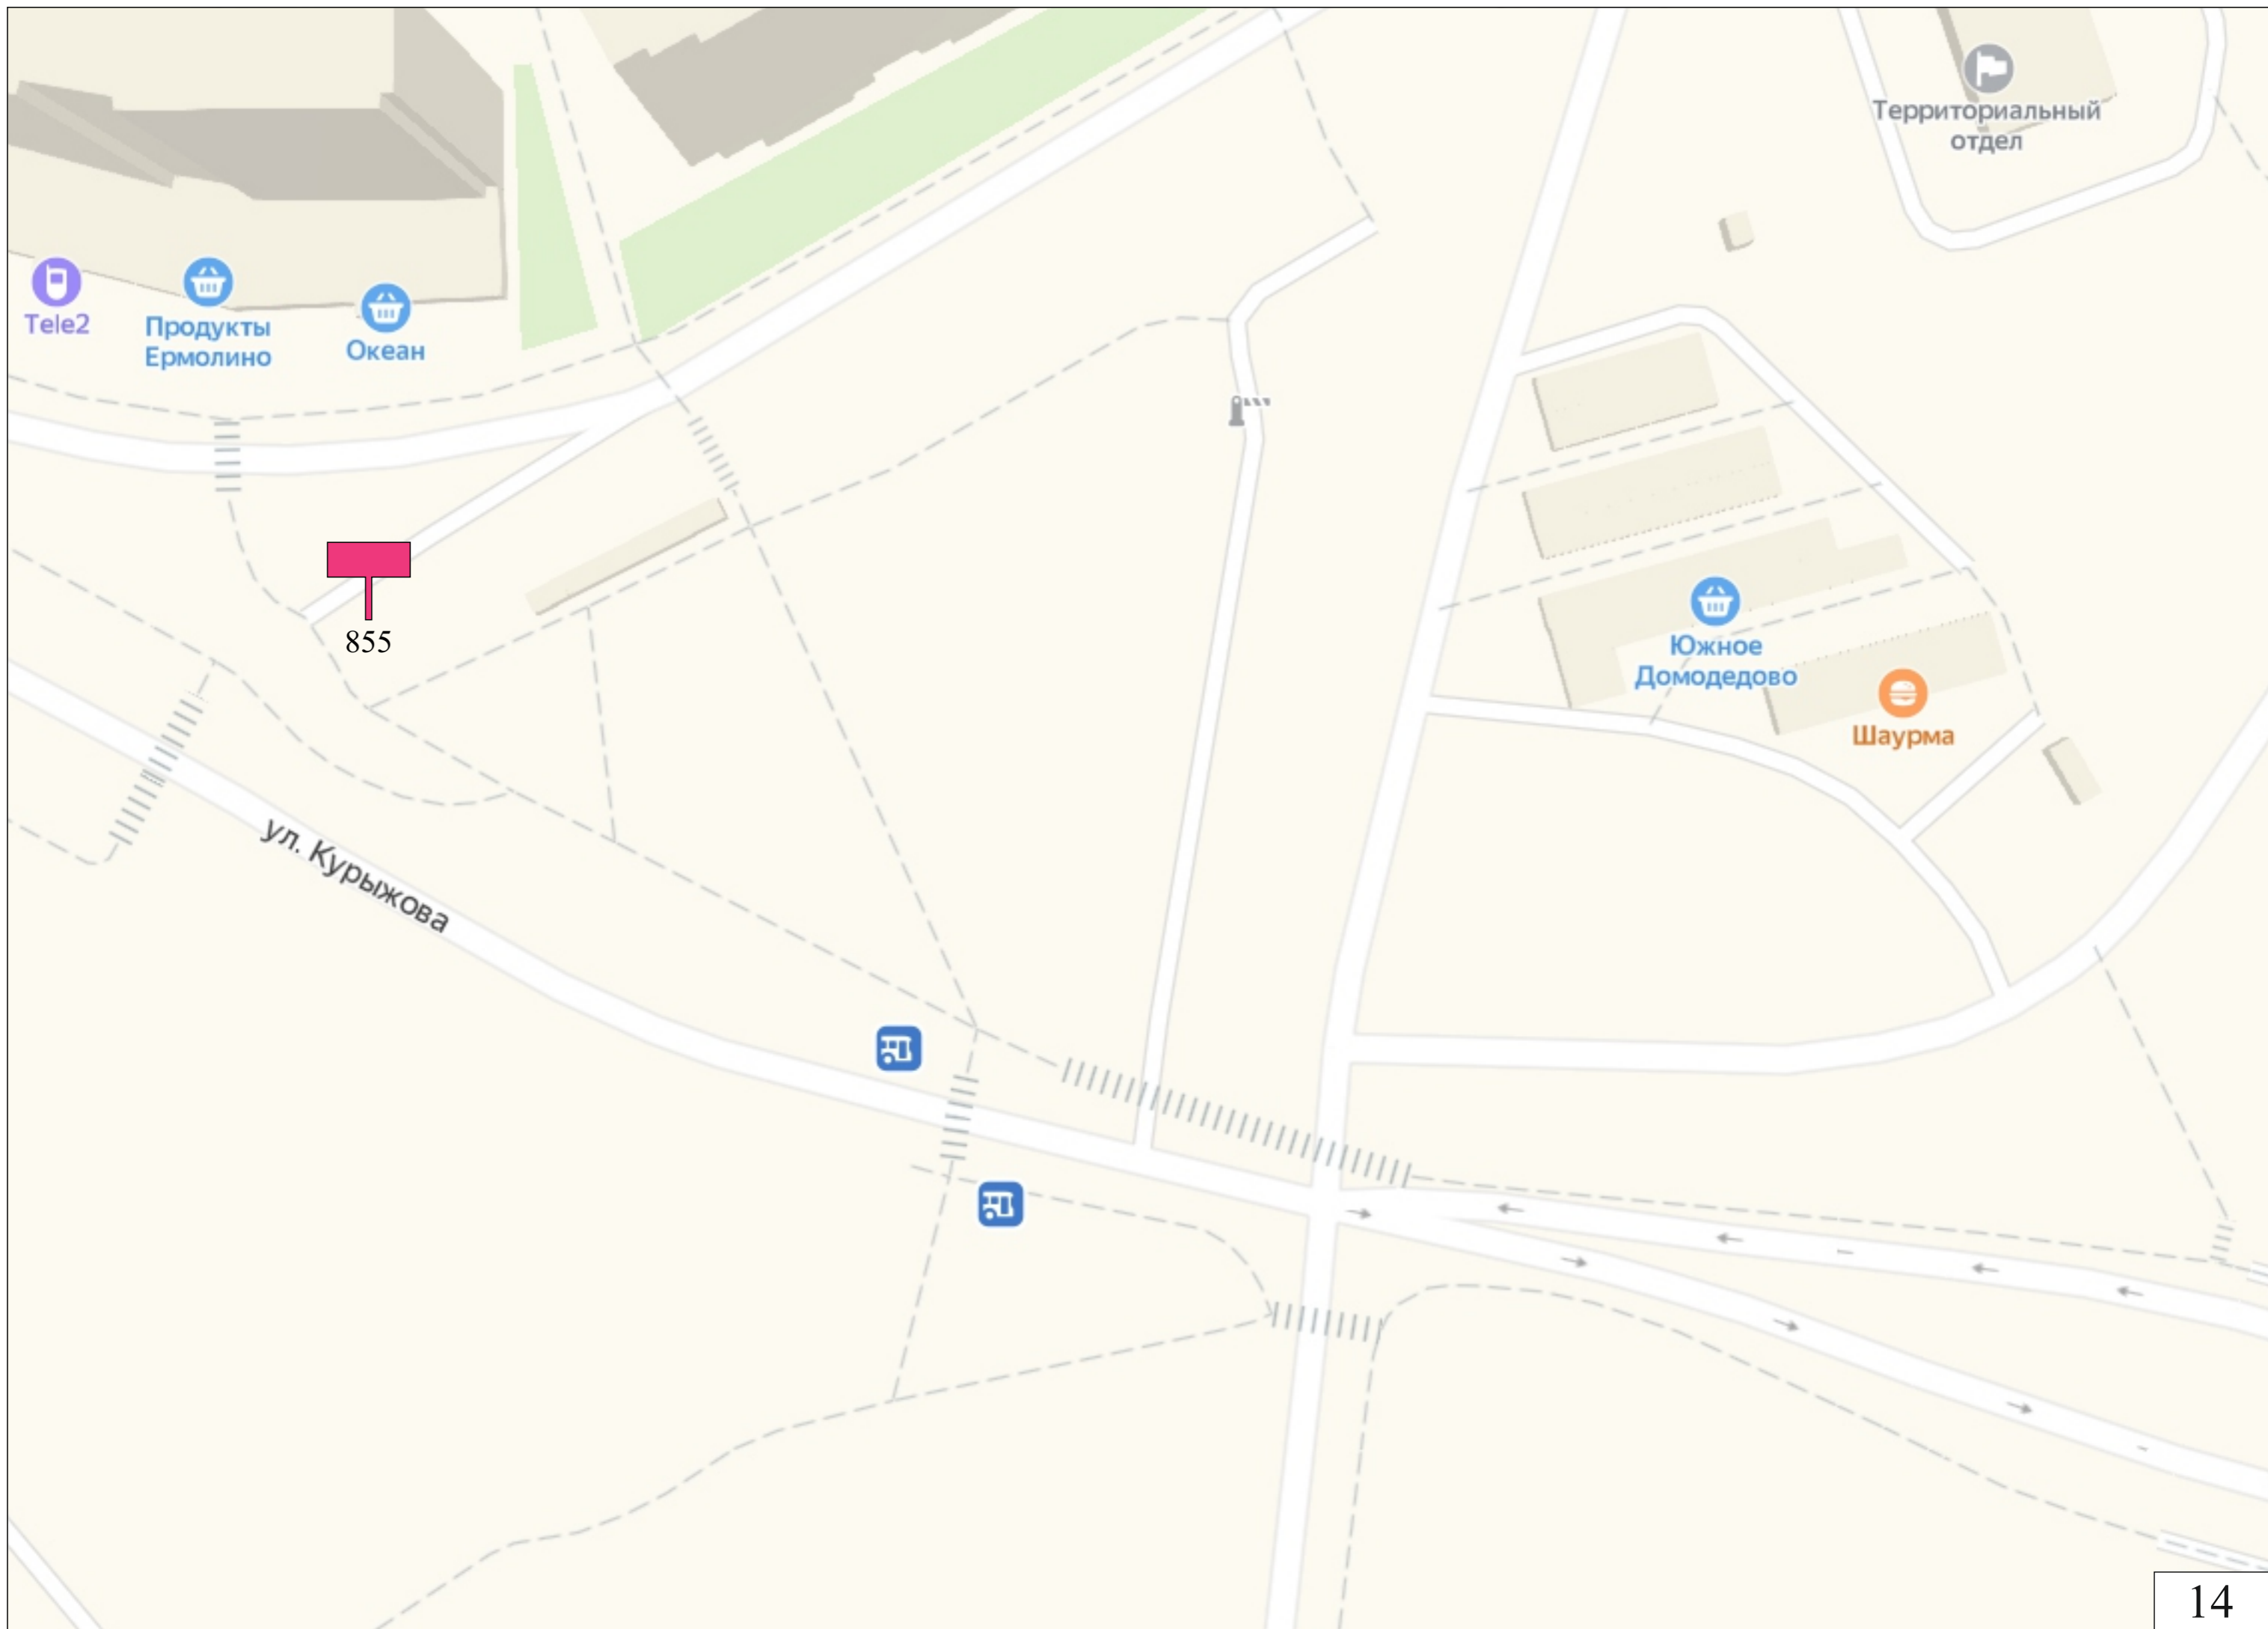 Территориальный
отдел
Tele2
Продукты
Ермолино
Океан
855
Южное
Домодедово
Шаурма
ул. Курыжова
14